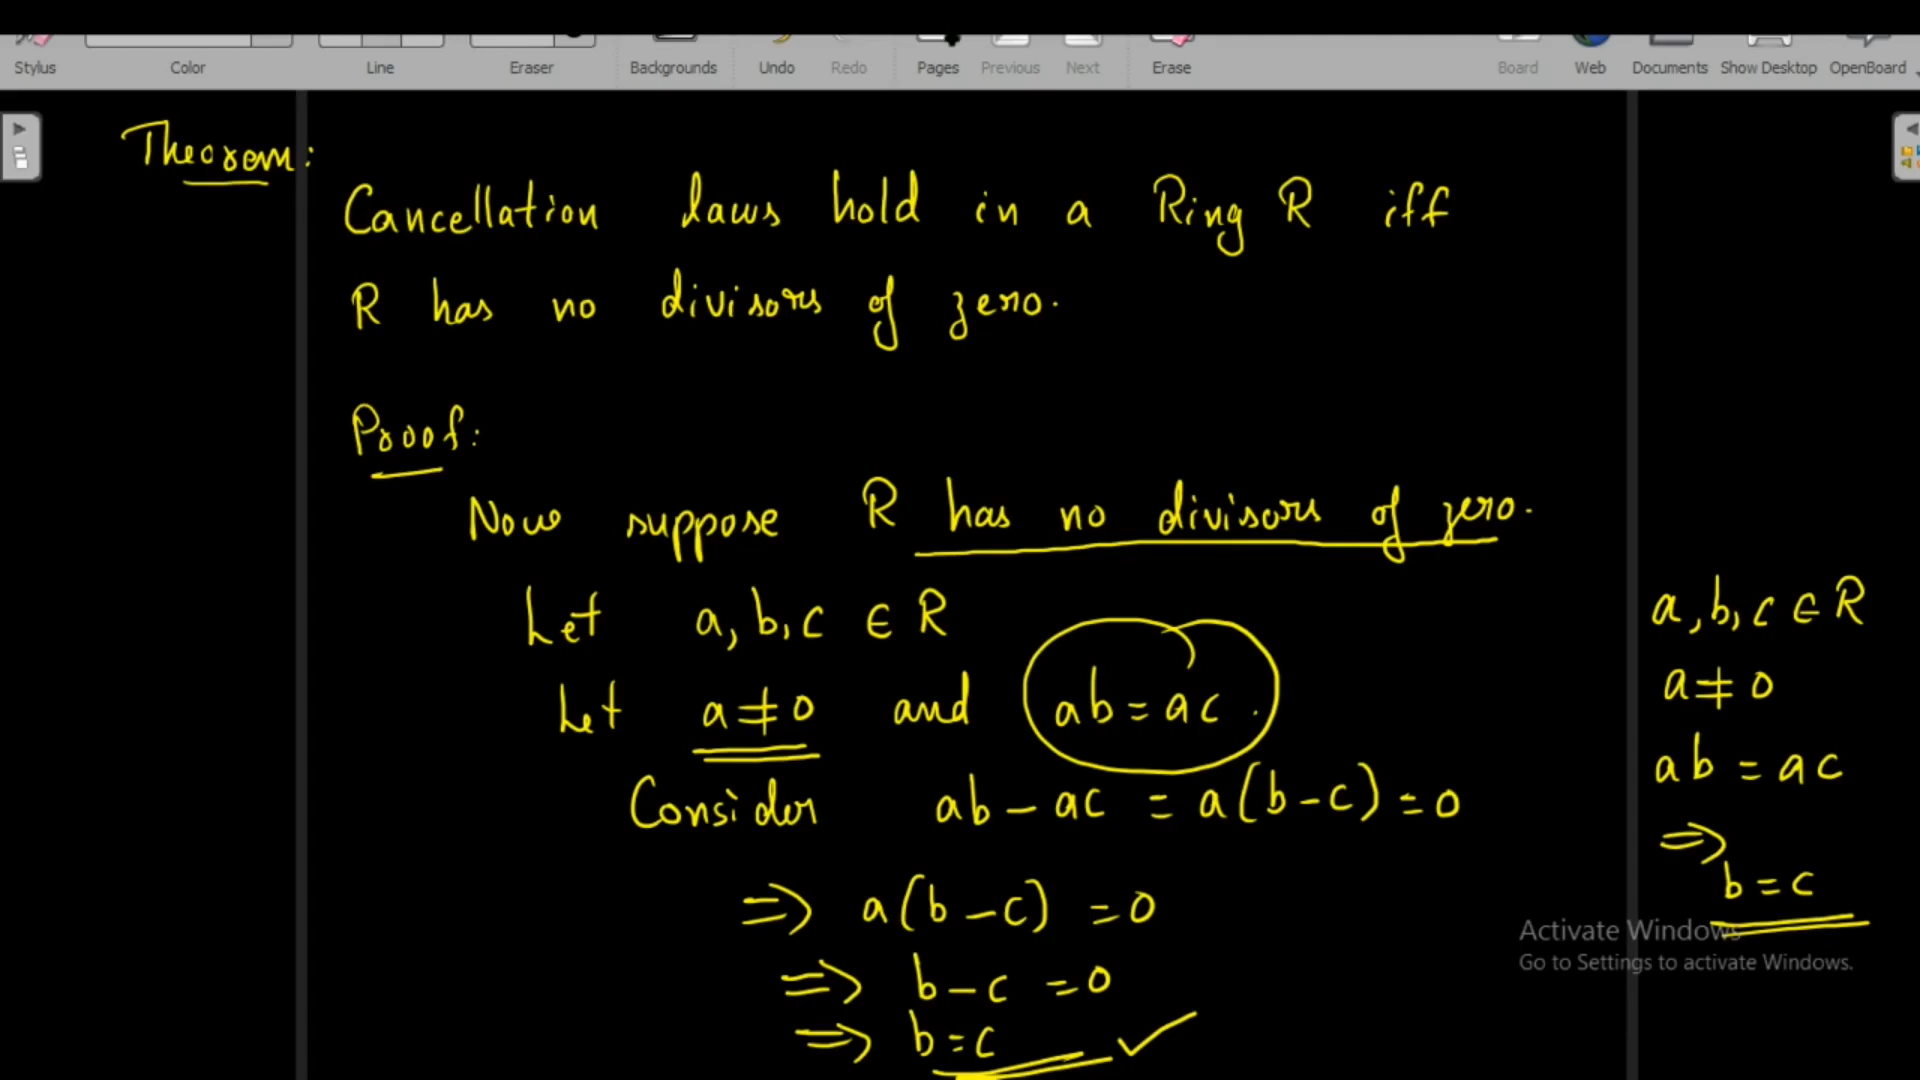 Stylus Color Line Eraser Backgrounds Undo Redo Pages Previous Next Erase Board Web Documents Show Desktop OpenBoard
Theorem:
Cancellation laws hold in a Ring R iff
R has no divisors of zero.
Proof:
Now suppose R has no divisors of zero.
Let a, b, c ∈ R
Let a ≠ 0 and ab = ac.
Consider ab - ac = a(b - c) = 0
⇒ a(b - c) = 0
⇒ b - c = 0
⇒ b = c
a, b, c ∈ R
a ≠ 0
ab = ac
⇒
b = c
Activate Windows
Go to Settings to activate Windows.